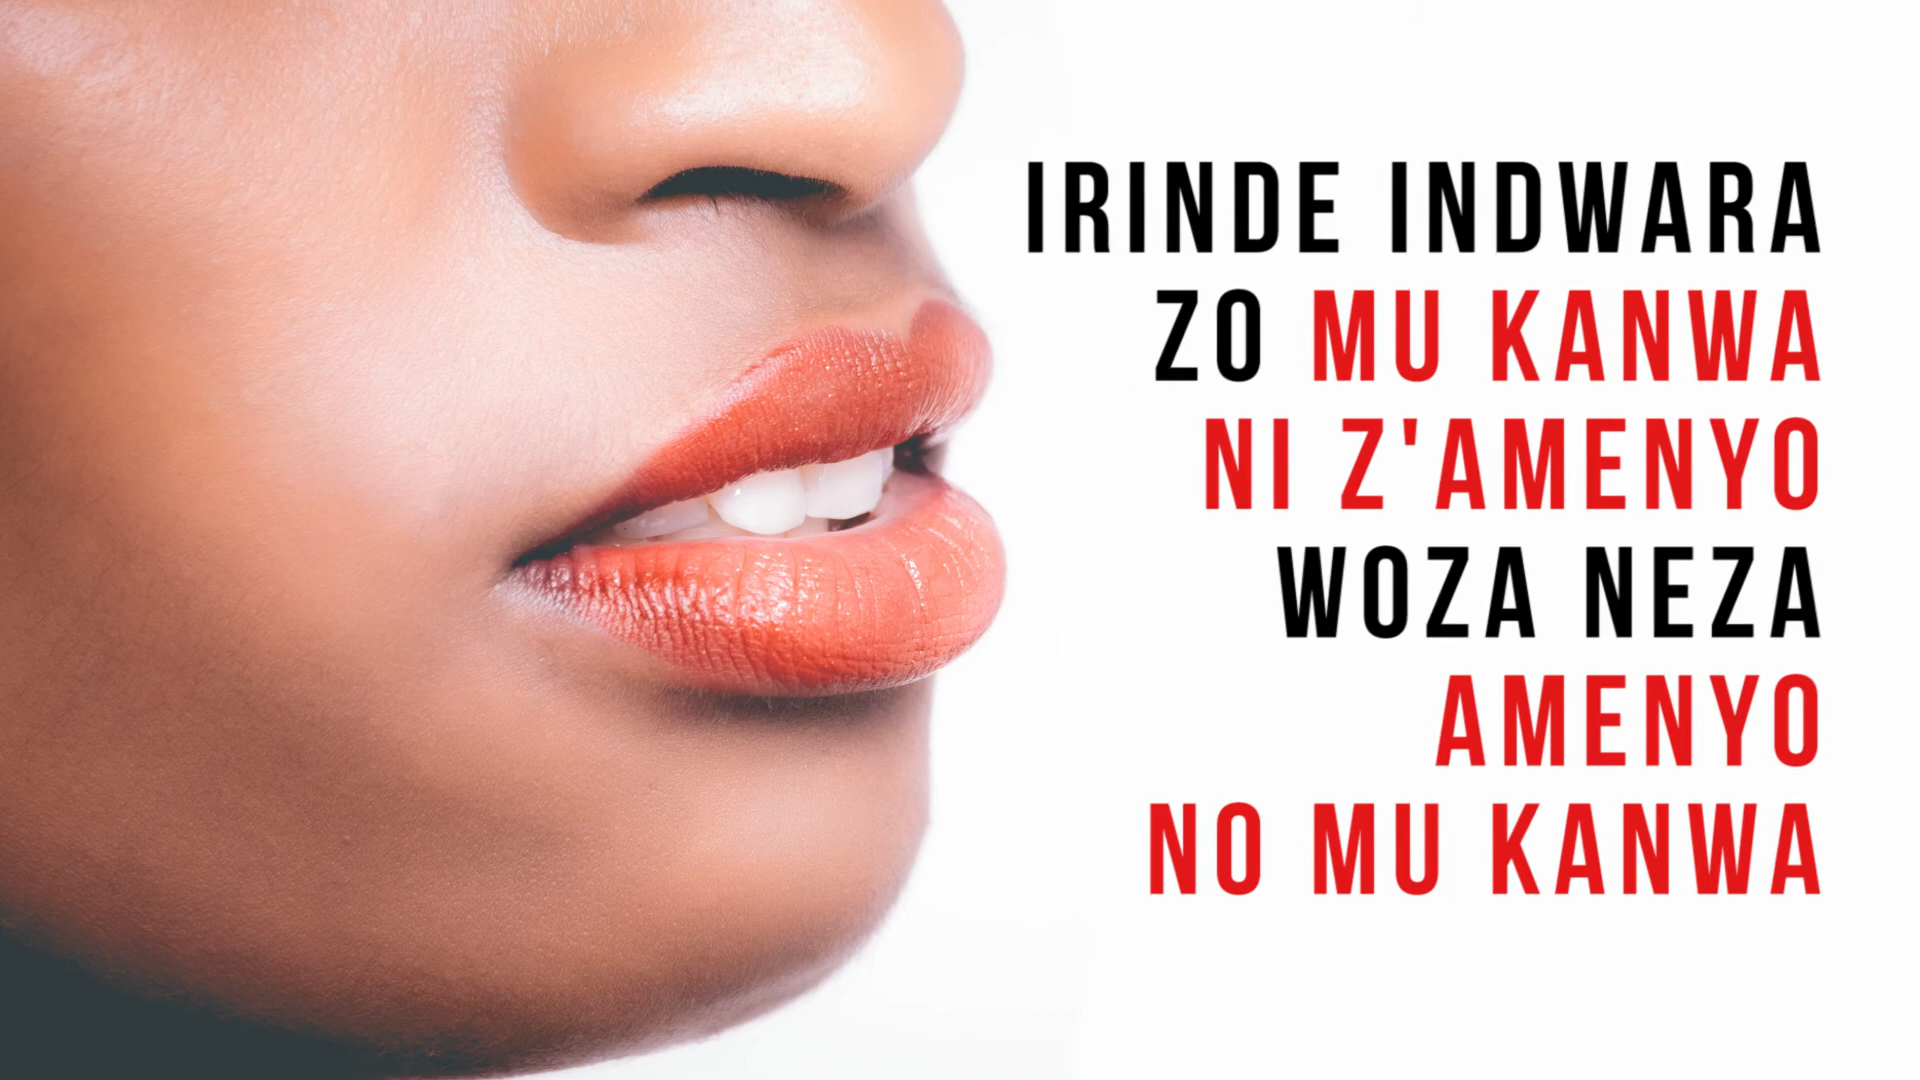 IRINDE INDWARA
ZO MU KANWA
NI Z'AMENYO
WOZA NEZA
AMENYO
NO MU KANWA